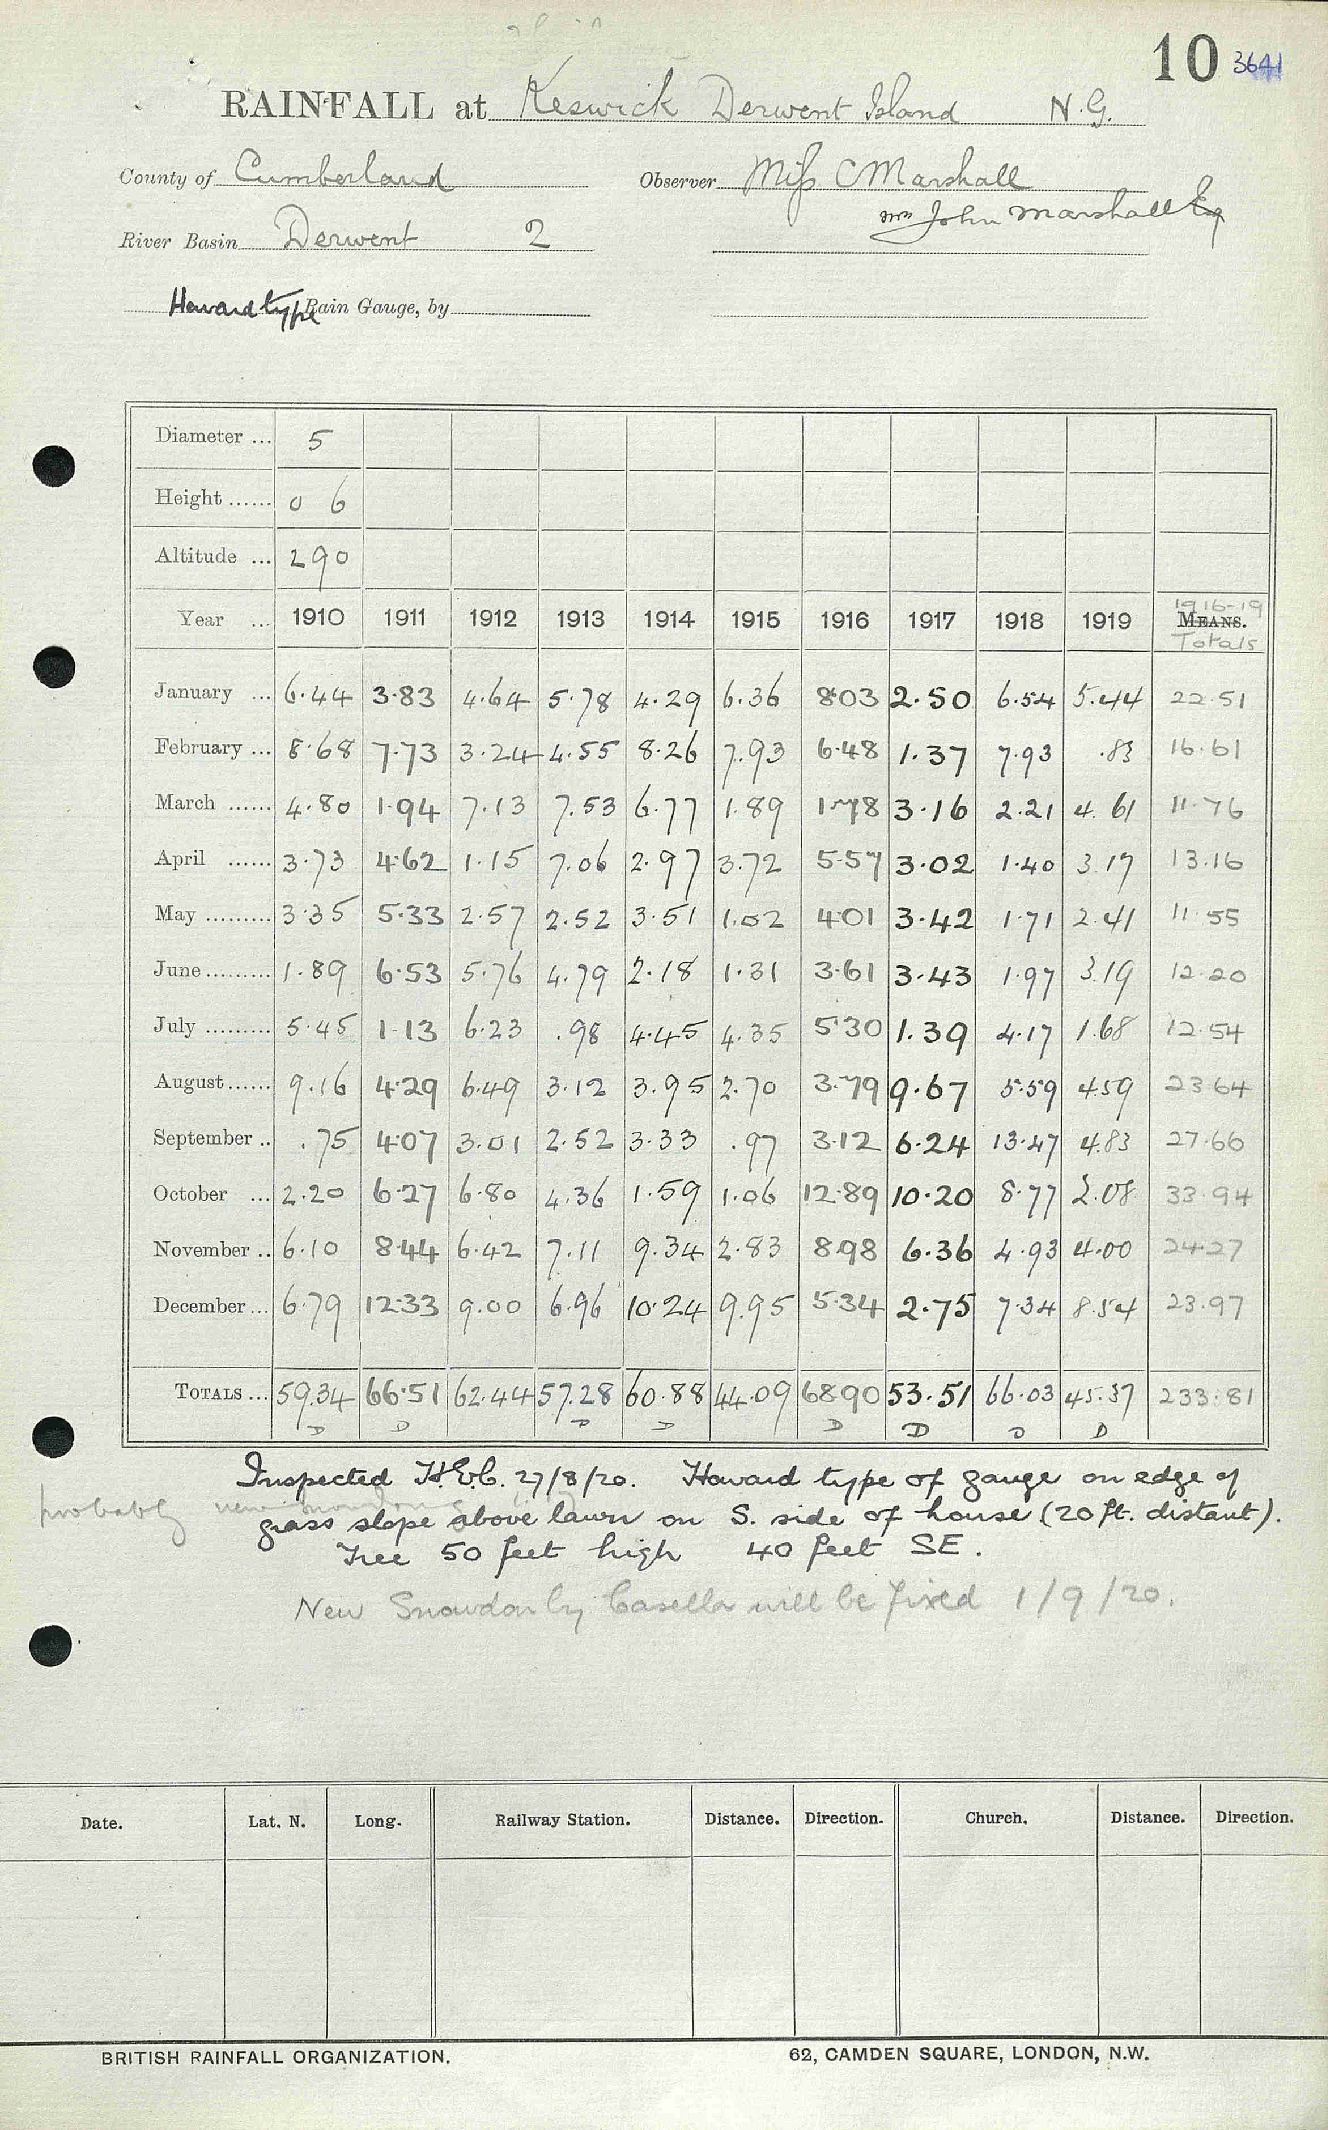 10 3641
RAINFALL at Keswick Derwent Island N.G.
County of Cumberland Observer Miss C Marshall
Mrs John Marshall Esq
River Basin Derwent 2
Howard type Rain Gauge, by
Diameter ... 5
Height ...... 0 6
Altitude ... 290
1916-19
Year ... 1910 1911 1912 1913 1914 1915 1916 1917 1918 1919 MEANS.
Totals
January ... 6.44 3.83 4.64 5.78 4.29 6.36 8.03 2.50 6.54 5.44 22.51
February ... 8.68 7.73 3.24 4.55 8.26 7.93 6.48 1.37 7.93 .83 16.61
March ...... 4.80 1.94 7.13 7.53 6.77 1.89 1.78 3.16 2.21 4.61 11.76
April ...... 3.73 4.62 1.15 7.06 2.97 3.72 5.57 3.02 1.40 3.17 13.16
May ......... 3.35 5.33 2.57 2.52 3.51 1.02 4.01 3.42 1.71 2.41 11.55
June ......... 1.89 6.53 5.76 4.79 2.18 1.31 3.61 3.43 1.97 3.19 12.20
July ......... 5.45 1.13 6.23 .98 4.45 4.35 5.30 1.39 4.17 1.68 12.54
August ...... 9.16 4.29 6.49 3.12 3.95 2.70 3.79 9.67 5.59 4.59 23.64
September .. .75 4.07 3.01 2.52 3.33 .97 3.12 6.24 13.47 4.83 27.66
October ... 2.20 6.27 6.80 4.36 1.59 1.06 12.89 10.20 8.77 2.08 33.94
November .. 6.10 8.44 6.42 7.11 9.34 2.83 8.98 6.36 4.93 4.00 24.27
December ... 6.79 12.33 9.00 6.96 10.24 9.95 5.34 2.75 7.34 8.54 23.97
TOTALS ... 59.34 66.51 62.44 57.28 60.88 44.09 68.90 53.51 66.03 45.37 233.81
D D D D D D D D
Inspected H.E.C. 27/8/20. Howard type of gauge on edge of
probably new
grass slope above lawn on S. side of house (20 ft. distant).
Tree 50 feet high 40 feet SE.
New Snowdon by Casella will be fixed 1/9/20.
Date. Lat. N. Long. Railway Station. Distance. Direction. Church. Distance. Direction.
BRITISH RAINFALL ORGANIZATION. 62, CAMDEN SQUARE, LONDON, N.W.